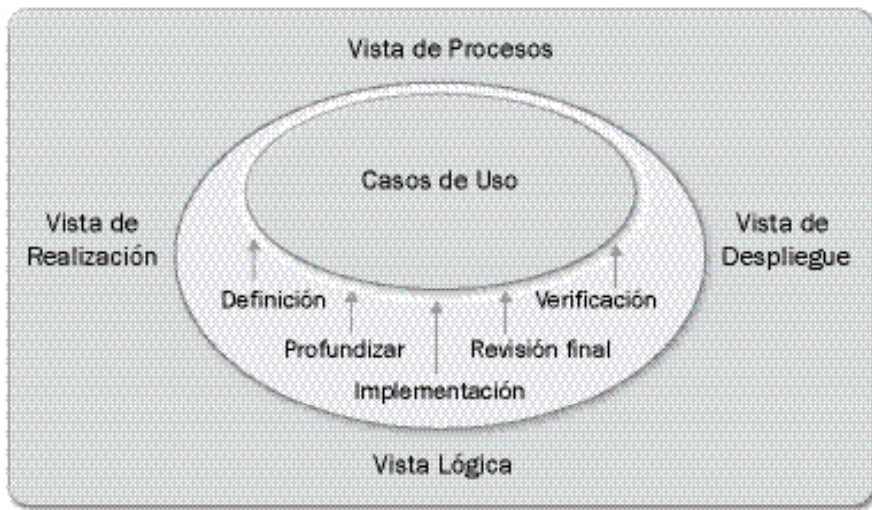 Vista de Procesos
Casos de Uso
Vista de
Realización
Vista de
Despliegue
Definición
Verificación
Profundizar
Revisión final
Implementación
Vista Lógica